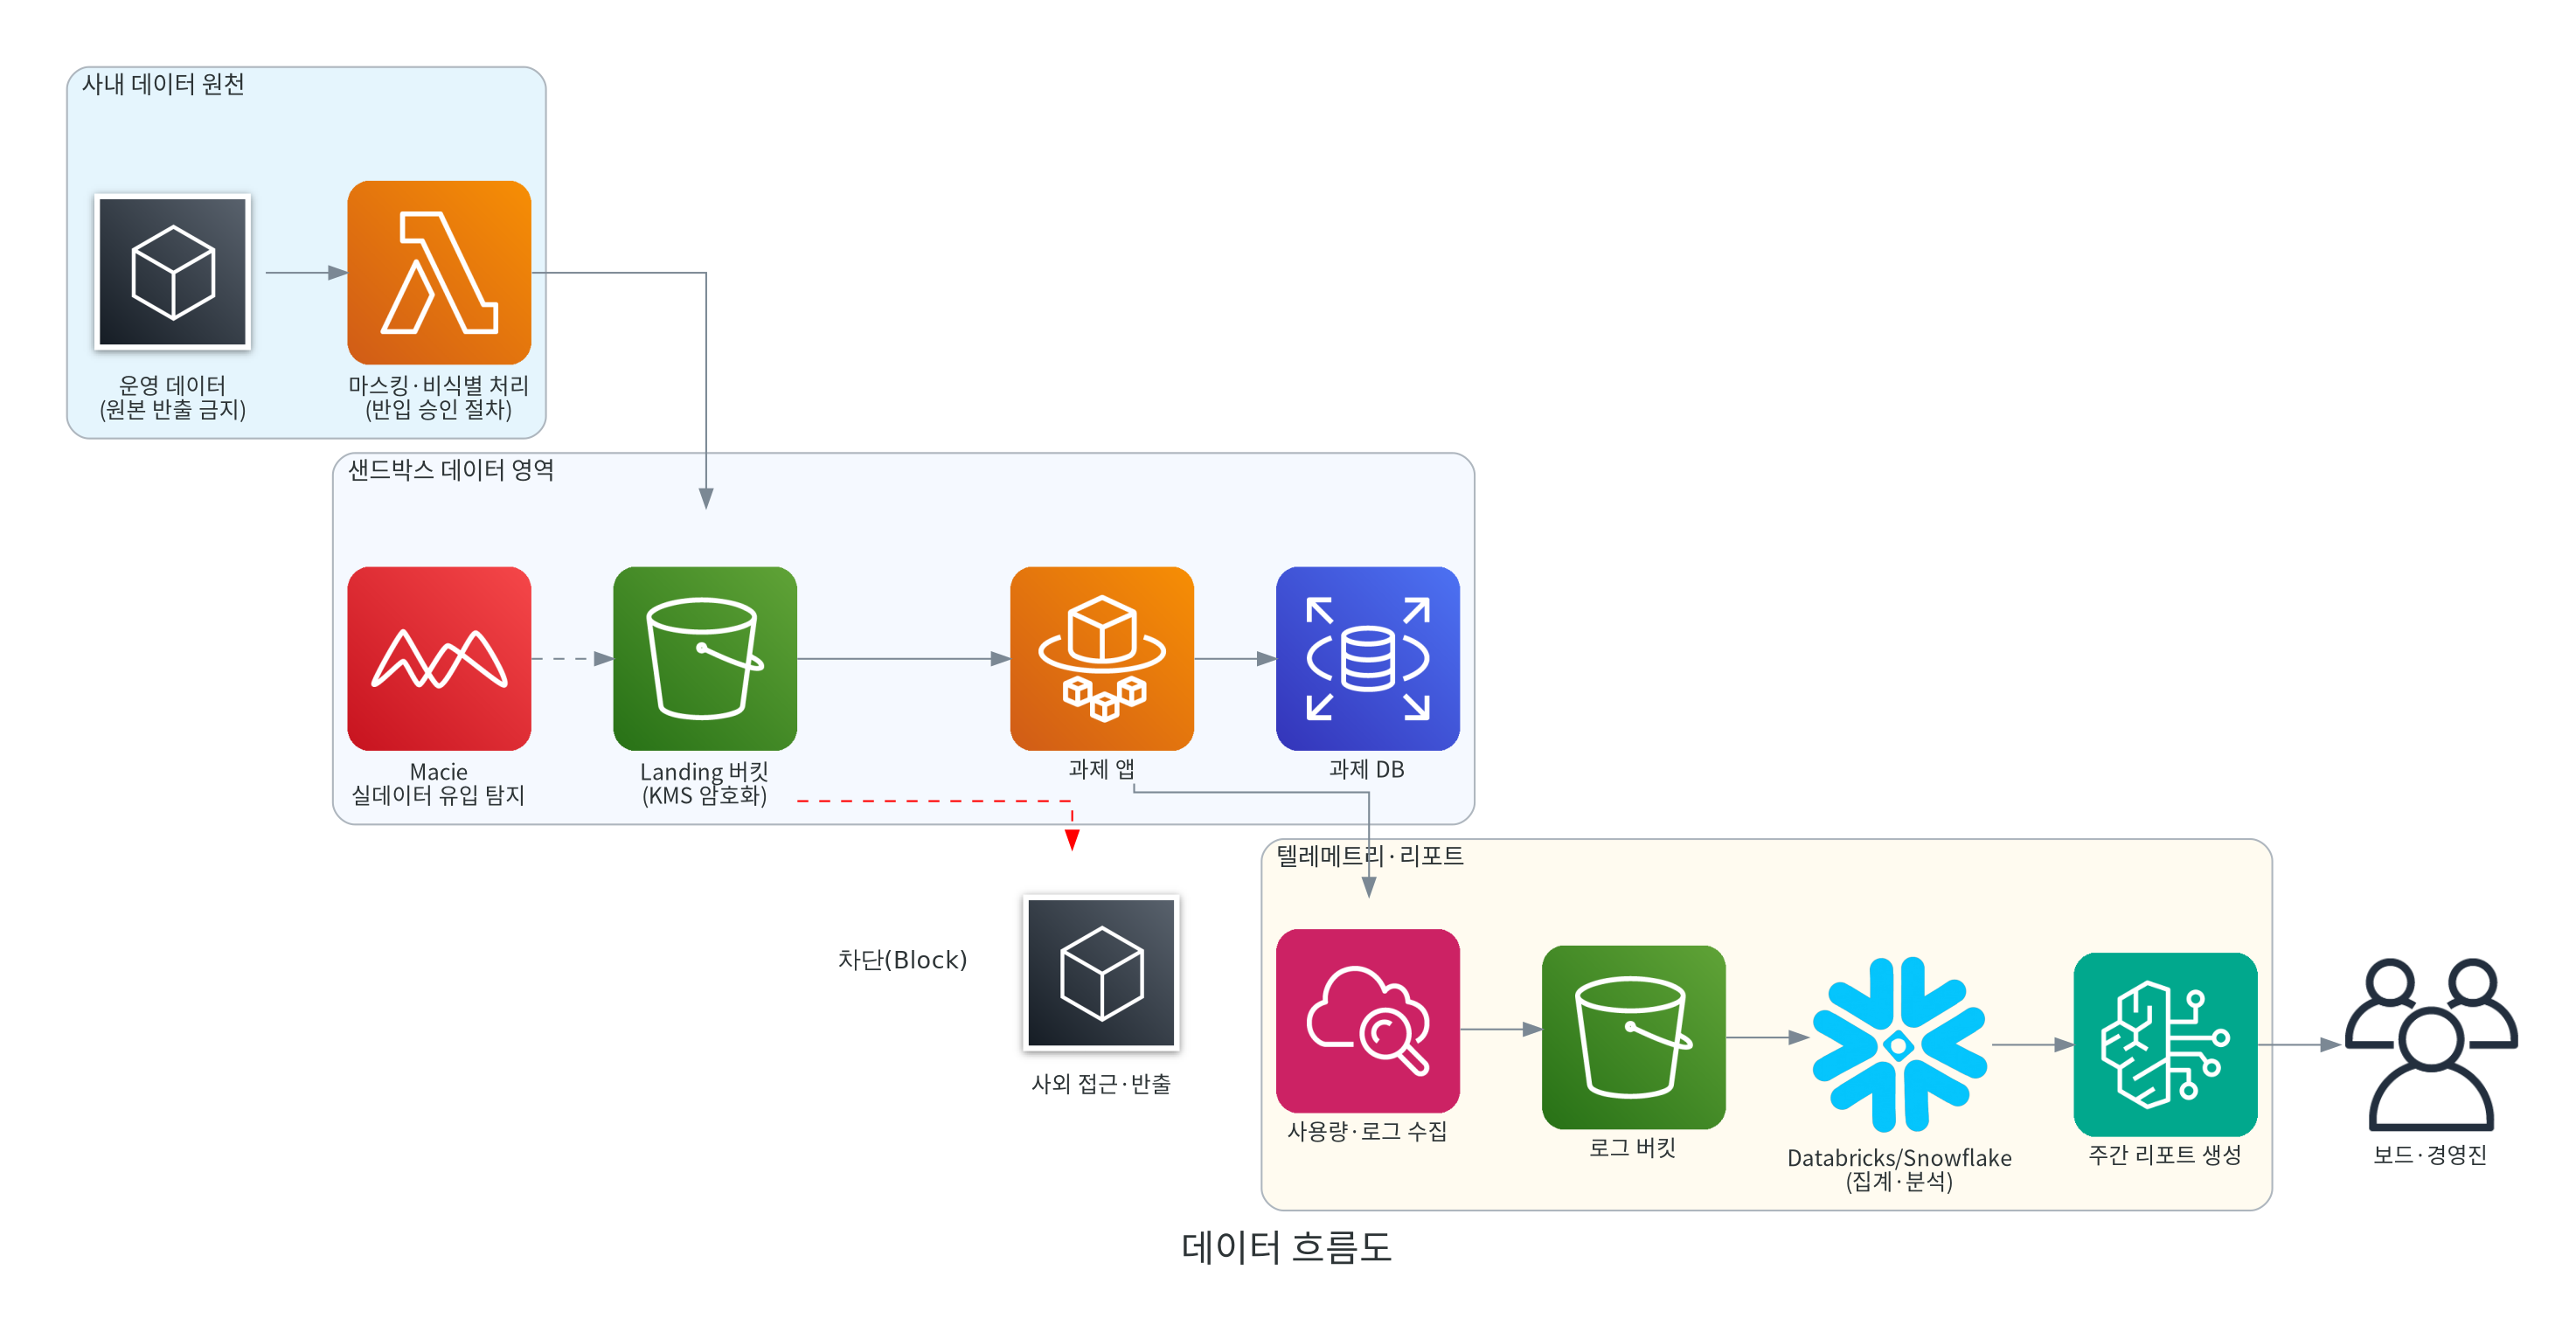 사내 데이터 원천
운영 데이터
(원본 반출 금지)
마스킹·비식별 처리
(반입 승인 절차)
샌드박스 데이터 영역
Macie
실데이터 유입 탐지
Landing 버킷
(KMS 암호화)
과제 앱
과제 DB
차단(Block)
사외 접근·반출
텔레메트리·리포트
사용량·로그 수집
로그 버킷
Databricks/Snowflake
(집계·분석)
주간 리포트 생성
보드·경영진
데이터 흐름도